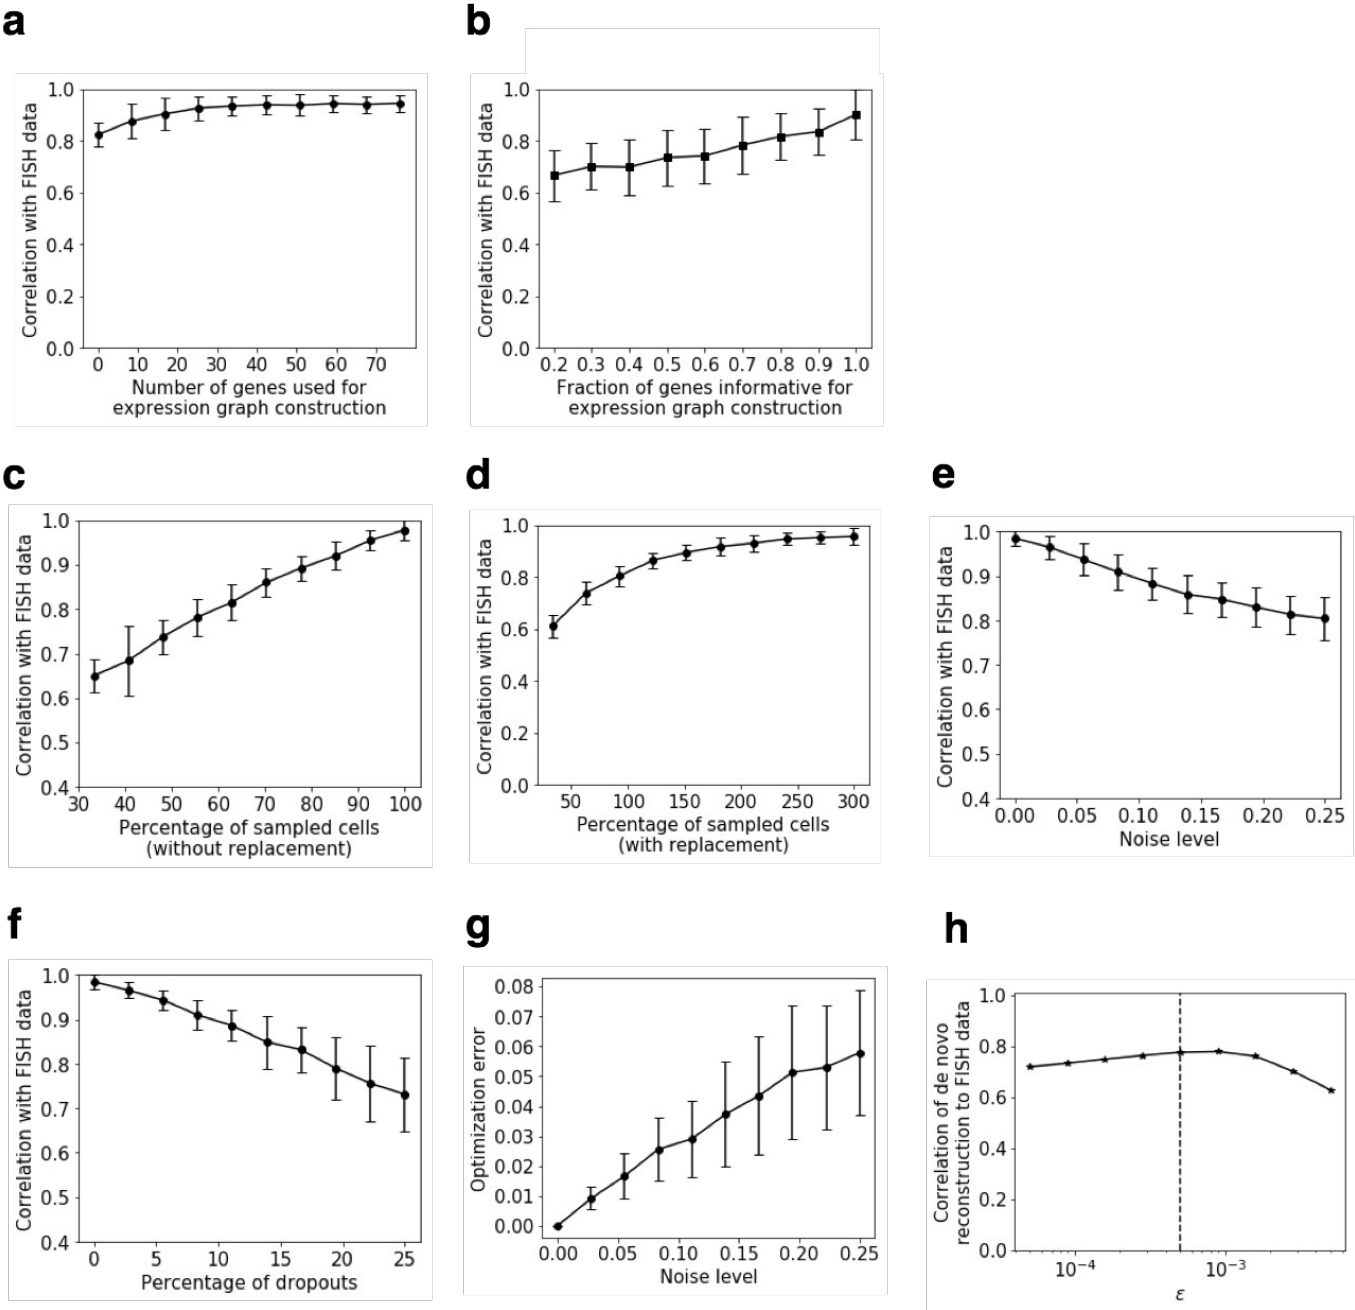 a
Correlation with FISH data
1.0
0.8
0.6
0.4
0.2
0.0
0 10 20 30 40 50 60 70
Number of genes used for
expression graph construction
b
Correlation with FISH data
1.0
0.8
0.6
0.4
0.2
0.0
0.2 0.3 0.4 0.5 0.6 0.7 0.8 0.9 1.0
Fraction of genes informative for
expression graph construction
c
Correlation with FISH data
1.0
0.9
0.8
0.7
0.6
0.5
0.4
30 40 50 60 70 80 90 100
Percentage of sampled cells
(without replacement)
d
Correlation with FISH data
1.0
0.8
0.6
0.4
0.2
0.0
50 100 150 200 250 300
Percentage of sampled cells
(with replacement)
e
Correlation with FISH data
1.0
0.9
0.8
0.7
0.6
0.5
0.4
0.00 0.05 0.10 0.15 0.20 0.25
Noise level
f
Correlation with FISH data
1.0
0.9
0.8
0.7
0.6
0.5
0.4
0 5 10 15 20 25
Percentage of dropouts
g
Optimization error
0.08
0.07
0.06
0.05
0.04
0.03
0.02
0.01
0.00
0.00 0.05 0.10 0.15 0.20 0.25
Noise level
h
Correlation of de novo
reconstruction to FISH data
1.0
0.8
0.6
0.4
0.2
0.0
10⁻⁴ 10⁻³
ε